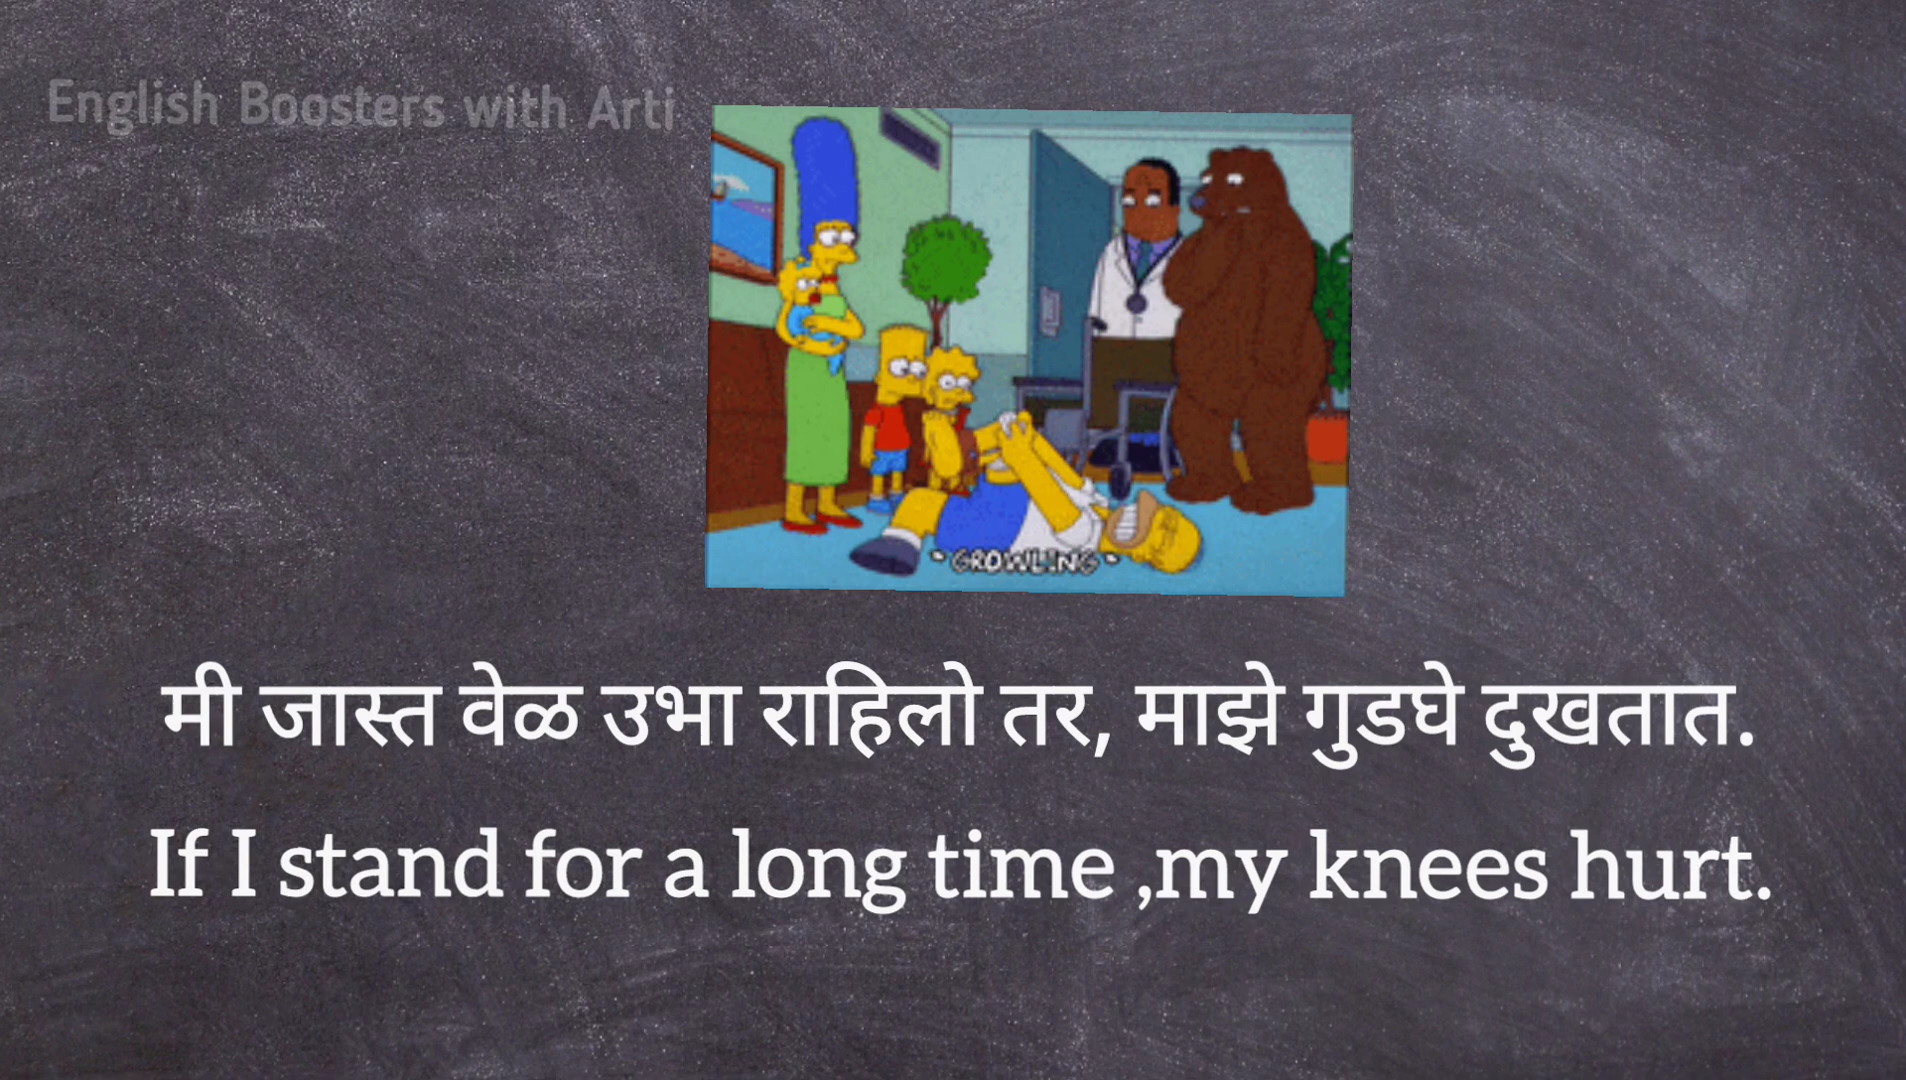 English Boosters with Arti
~ GROWLING ~
मी जास्त वेळ उभा राहिलो तर, माझे गुडघे दुखतात.
If I stand for a long time ,my knees hurt.